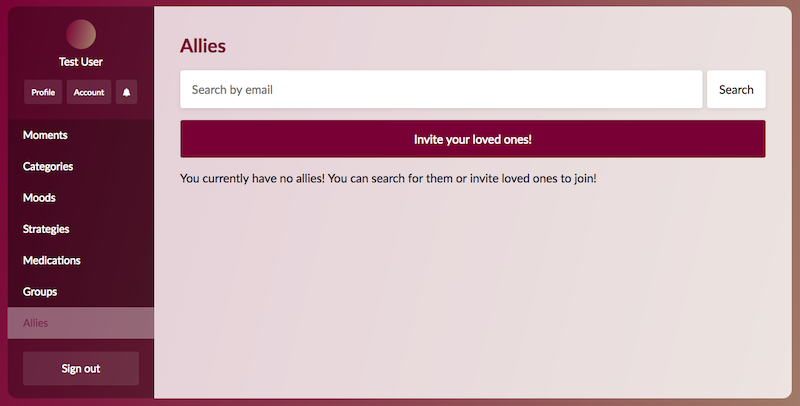 Test User
Profile
Account
Moments
Categories
Moods
Strategies
Medications
Groups
Allies
Sign out
Allies
Search by email
Search
Invite your loved ones!
You currently have no allies! You can search for them or invite loved ones to join!